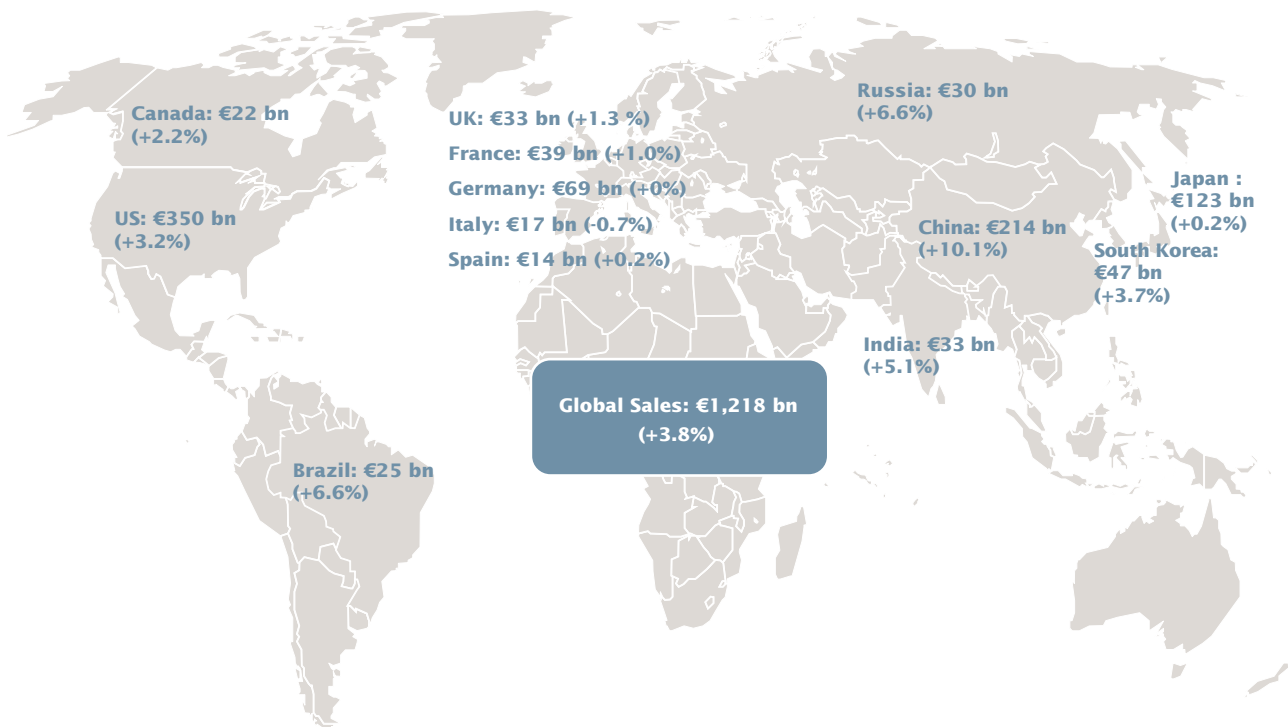 Canada: €22 bn
(+2.2%)
US: €350 bn
(+3.2%)
UK: €33 bn (+1.3 %)
France: €39 bn (+1.0%)
Germany: €69 bn (+0%)
Italy: €17 bn (-0.7%)
Spain: €14 bn (+0.2%)
Russia: €30 bn
(+6.6%)
Japan :
€123 bn
(+0.2%)
China: €214 bn
(+10.1%)
South Korea:
€47 bn
(+3.7%)
India: €33 bn
(+5.1%)
Global Sales: €1,218 bn
(+3.8%)
Brazil: €25 bn
(+6.6%)